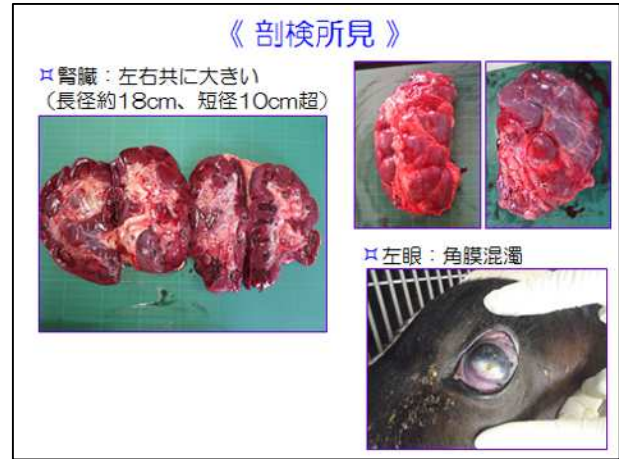 《 剖検所見 》
¤腎臓：左右共に大きい
（長径約18cm、短径10cm超）
¤左眼：角膜混濁